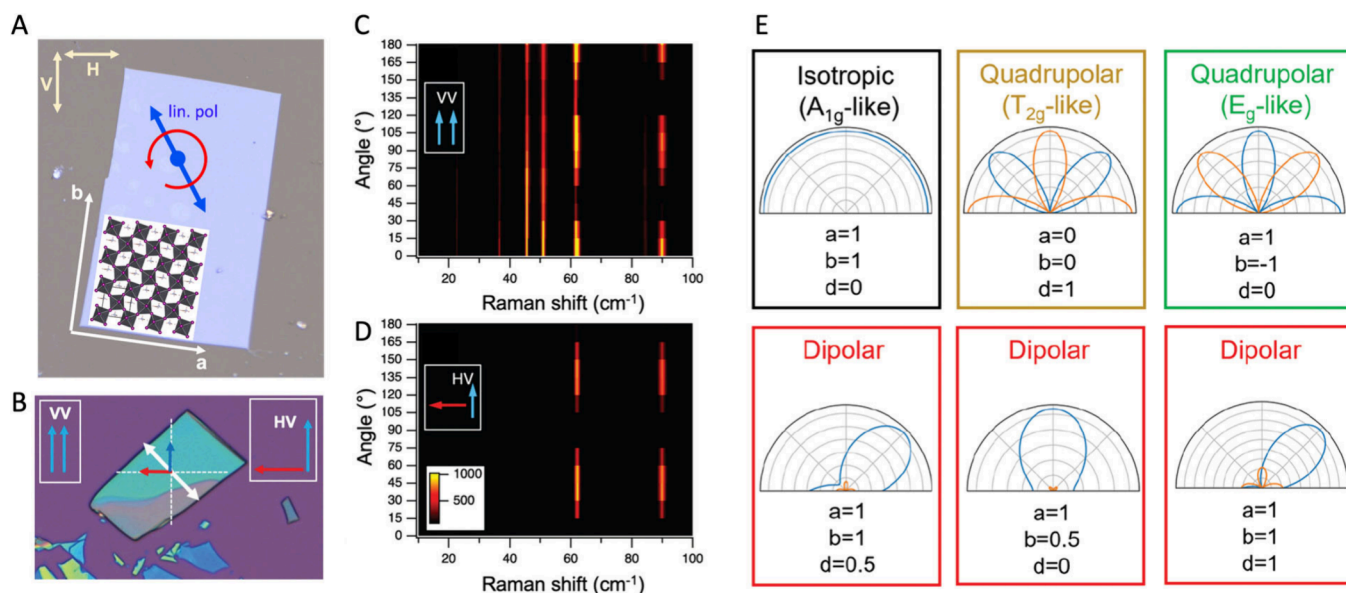 A
H
V
lin. pol
b
a
B
VV
HV
C
180
165
150
135
120
105
90
75
60
45
30
15
0
Angle (°)
VV
20
40
60
80
100
Raman shift (cm⁻¹)
D
180
165
150
135
120
105
90
75
60
45
30
15
0
Angle (°)
HV
1000
500
20
40
60
80
100
Raman shift (cm⁻¹)
E
Isotropic
(A₁g-like)
a=1
b=1
d=0
Quadrupolar
(T₂g-like)
a=0
b=0
d=1
Quadrupolar
(Eg-like)
a=1
b=-1
d=0
Dipolar
a=1
b=1
d=0.5
Dipolar
a=1
b=0.5
d=0
Dipolar
a=1
b=1
d=1